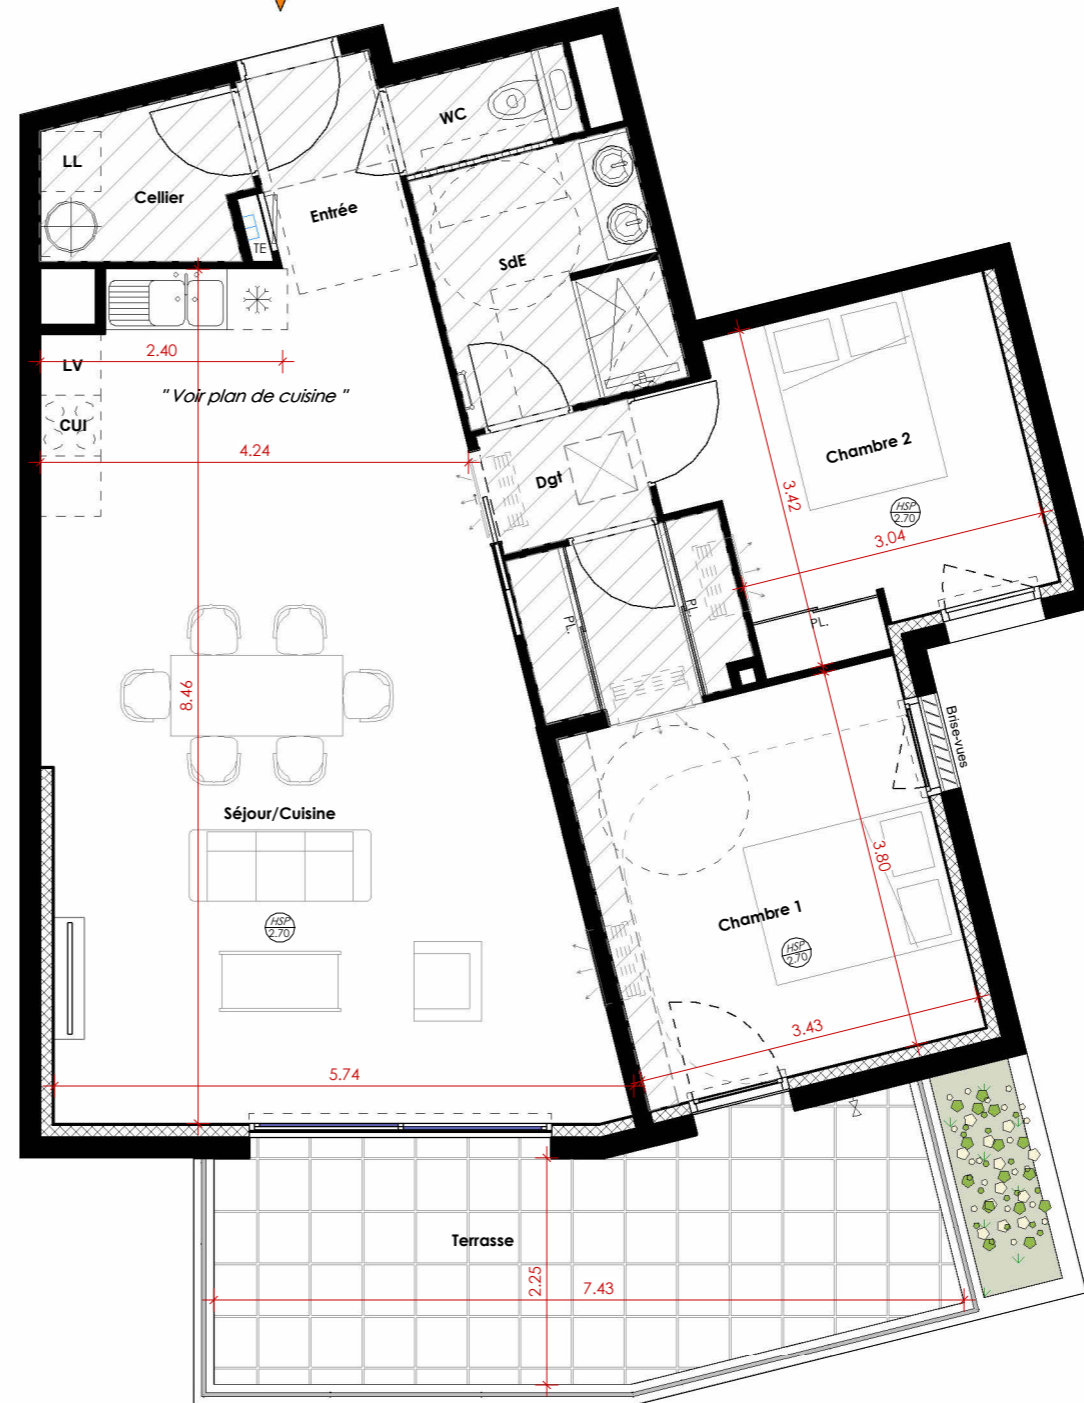 WC
LL
Cellier
Entrée
TE
SdE
2.40
LV
"Voir plan de cuisine "
CUI
4.24
Dgt
Chambre 2
3.42
HSP
2.70
3.04
PL.
PL.
PL.
8.46
Brise-vues
Séjour/Cuisine
3.80
Chambre 1
HSP
2.70
HSP
2.70
3.43
5.74
Terrasse
2.25
7.43